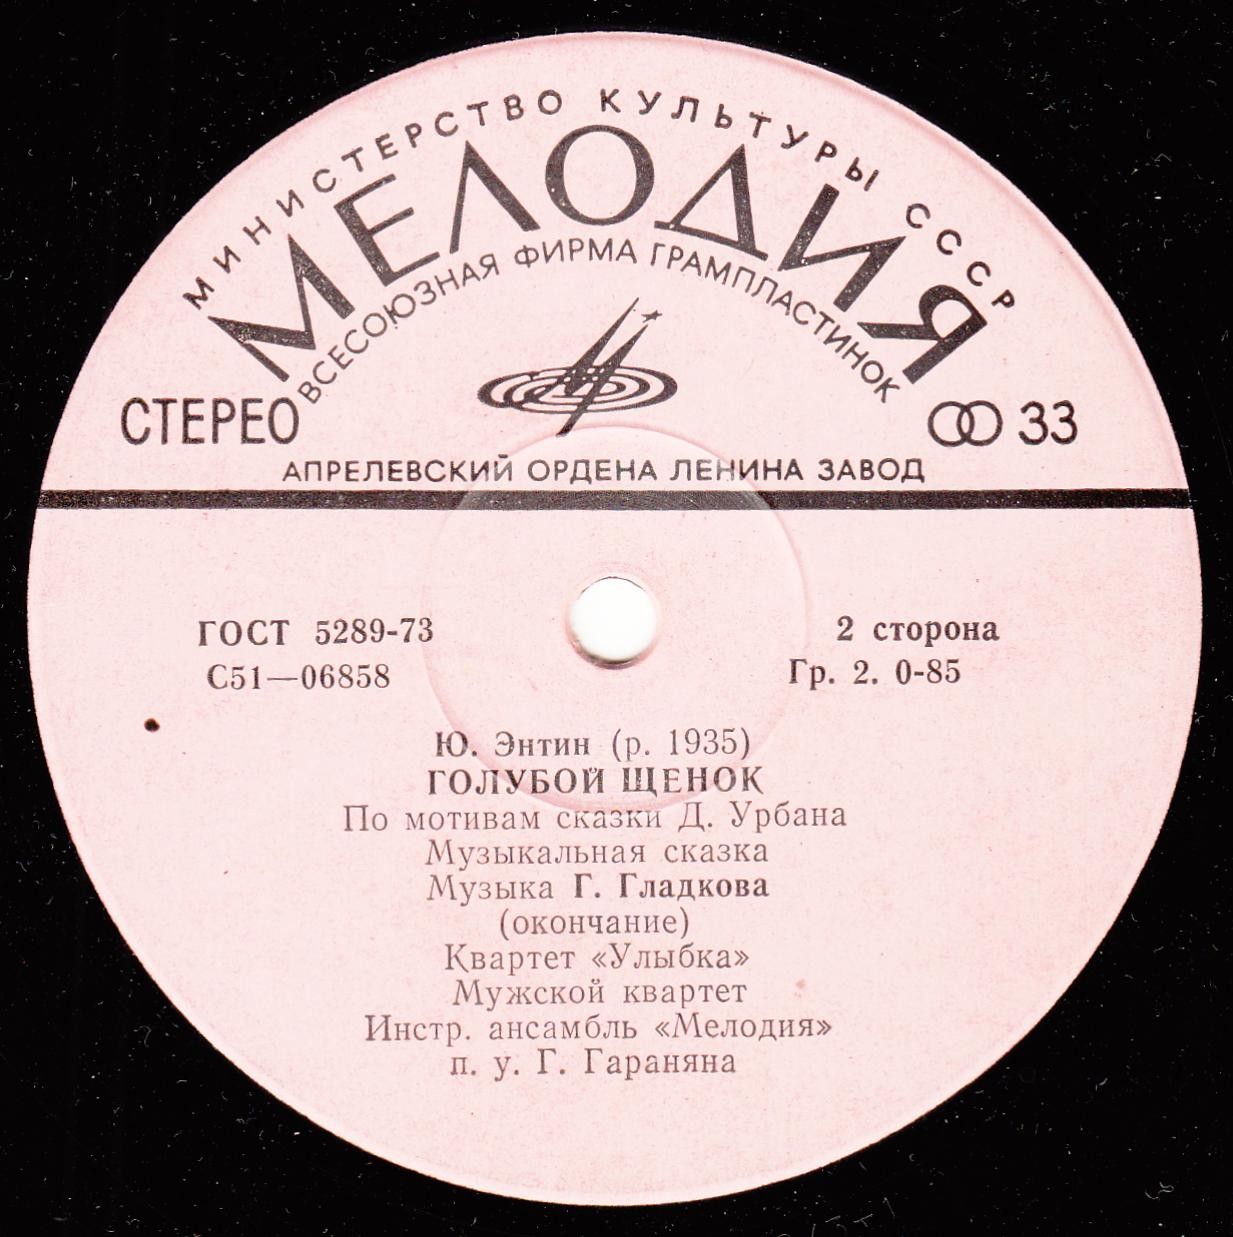 МИНИСТЕРСТВО КУЛЬТУРЫ СССР
МЕЛОДИЯ
ВСЕСОЮЗНАЯ ФИРМА ГРАМПЛАСТИНОК
СТЕРЕО
33
АПРЕЛЕВСКИЙ ОРДЕНА ЛЕНИНА ЗАВОД
ГОСТ 5289-73
2 сторона
С51—06858
Гр. 2. 0-85
Ю. Энтин (р. 1935)
ГОЛУБОЙ ЩЕНОК
По мотивам сказки Д. Урбана
Музыкальная сказка
Музыка Г. Гладкова
(окончание)
Квартет «Улыбка»
Мужской квартет
Инстр. ансамбль «Мелодия»
п. у. Г. Гараняна